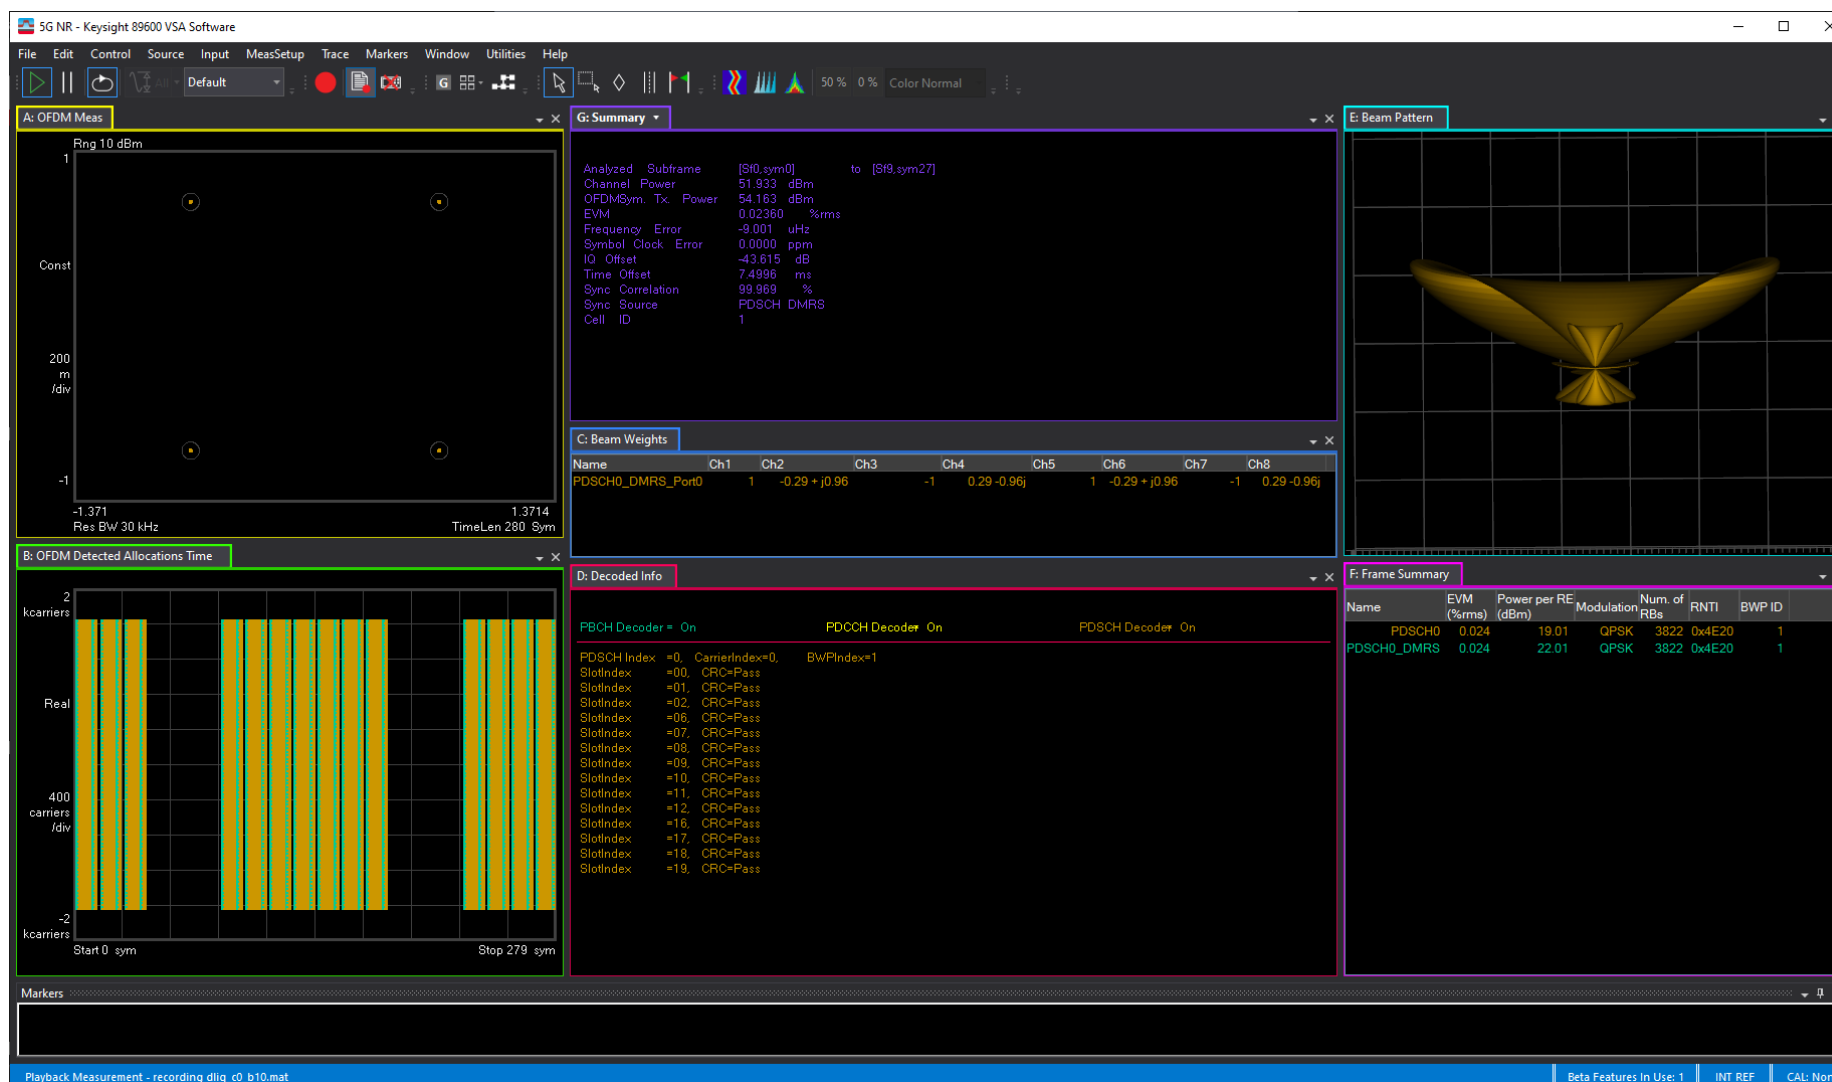 5G NR - Keysight 89600 VSA Software
File Edit Control Source Input MeasSetup Trace Markers Window Utilities Help
All Default G 50 % 0 % Color Normal
A: OFDM Meas
Rng 10 dBm
1
Const
200
m
/div
-1
-1.371 1.3714
Res BW 30 kHz TimeLen 280 Sym
B: OFDM Detected Allocations Time
2
kcarriers
Real
400
carriers
/div
-2
kcarriers
Start 0 sym Stop 279 sym
G: Summary
Analyzed Subframe [Sf0,sym0] to [Sf9,sym27]
Channel Power 51.933 dBm
OFDMSym. Tx. Power 54.163 dBm
EVM 0.02360 %rms
Frequency Error -9.001 uHz
Symbol Clock Error 0.0000 ppm
IQ Offset -43.615 dB
Time Offset 7.4996 ms
Sync Correlation 99.969 %
Sync Source PDSCH DMRS
Cell ID 1
C: Beam Weights
Name Ch1 Ch2 Ch3 Ch4 Ch5 Ch6 Ch7 Ch8
PDSCH0_DMRS_Port0 1 -0.29 + j0.96 -1 0.29 -0.96j 1 -0.29 + j0.96 -1 0.29 -0.96j
D: Decoded Info
PBCH Decoder = On PDCCH Decoder= On PDSCH Decoder= On
PDSCH Index =0, CarrierIndex=0, BWPIndex=1
SlotIndex =00, CRC=Pass
SlotIndex =01, CRC=Pass
SlotIndex =02, CRC=Pass
SlotIndex =06, CRC=Pass
SlotIndex =07, CRC=Pass
SlotIndex =08, CRC=Pass
SlotIndex =09, CRC=Pass
SlotIndex =10, CRC=Pass
SlotIndex =11, CRC=Pass
SlotIndex =12, CRC=Pass
SlotIndex =16, CRC=Pass
SlotIndex =17, CRC=Pass
SlotIndex =18, CRC=Pass
SlotIndex =19, CRC=Pass
E: Beam Pattern
F: Frame Summary
Name EVM (%rms) Power per RE (dBm) Modulation Num. of RBs RNTI BWP ID
PDSCH0 0.024 19.01 QPSK 3822 0x4E20 1
PDSCH0_DMRS 0.024 22.01 QPSK 3822 0x4E20 1
Markers
Playback Measurement - recording dliq_c0_b10.mat Beta Features In Use: 1 INT REF CAL: Non